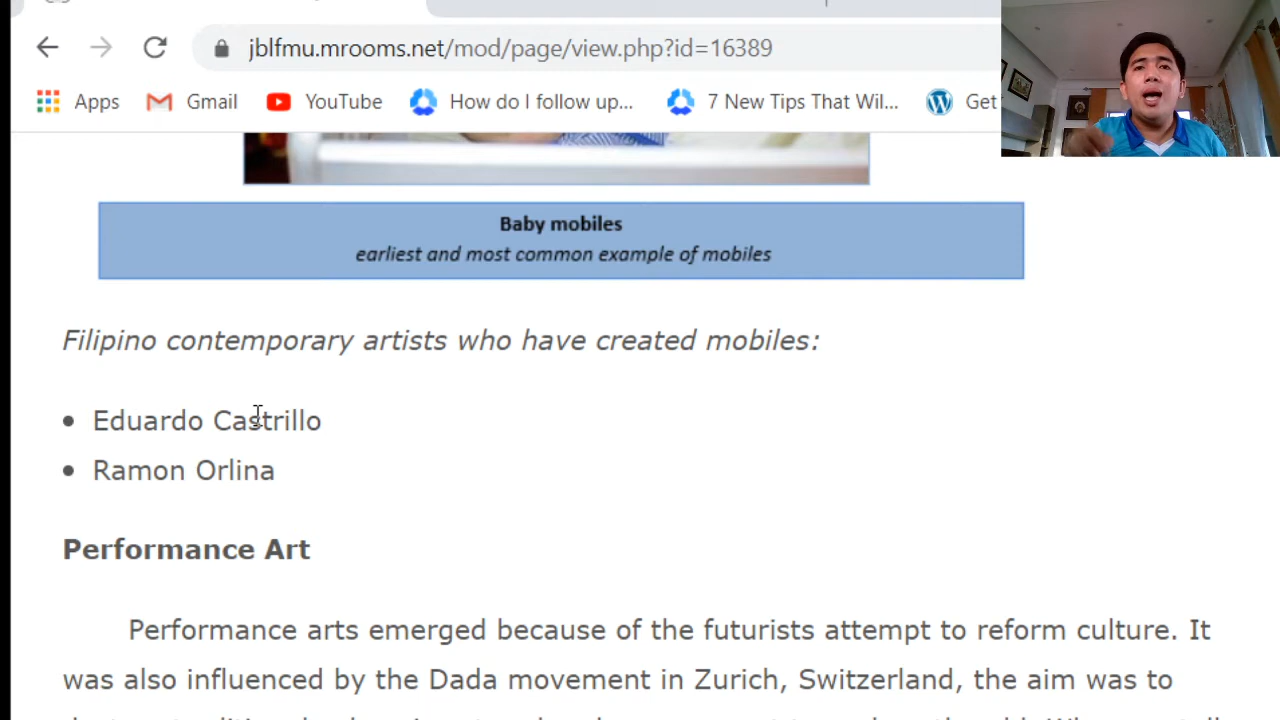 jblfmu.mrooms.net/mod/page/view.php?id=16389
Apps Gmail YouTube How do I follow up... 7 New Tips That Wil... Get
Baby mobiles
earliest and most common example of mobiles
Filipino contemporary artists who have created mobiles:
• Eduardo Castrillo
• Ramon Orlina
Performance Art
Performance arts emerged because of the futurists attempt to reform culture. It
was also influenced by the Dada movement in Zurich, Switzerland, the aim was to